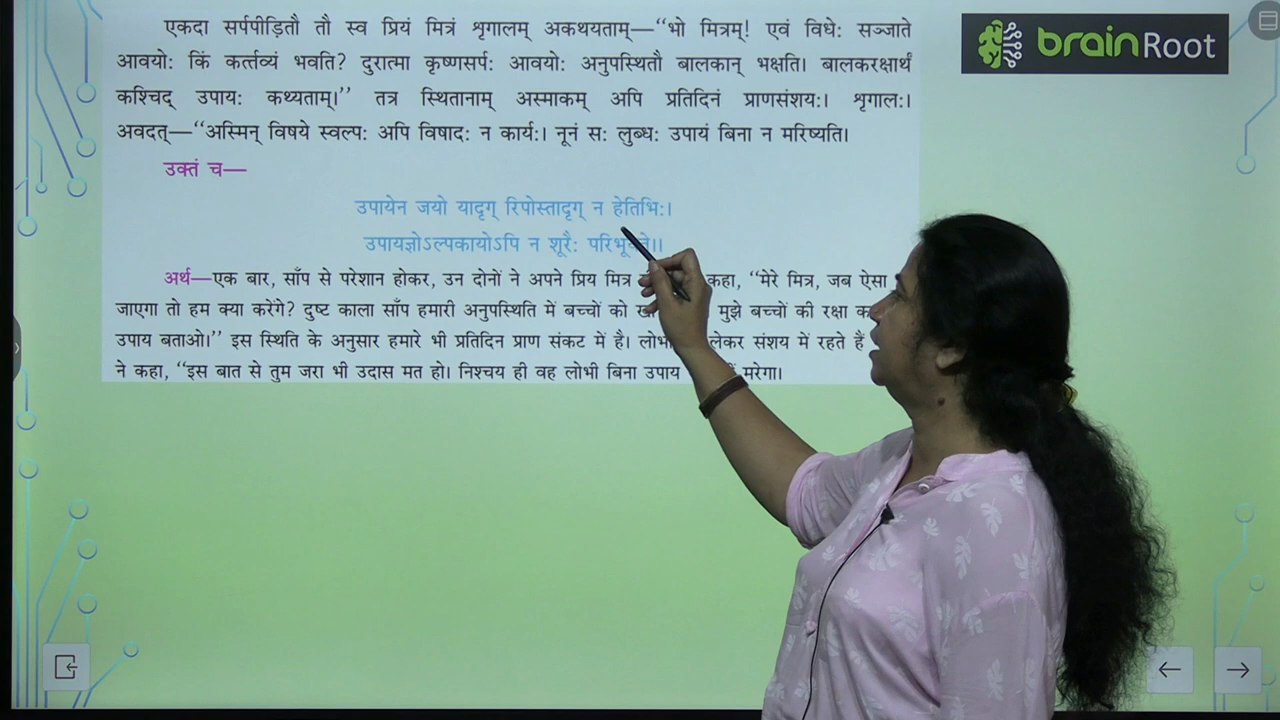 एकदा सर्पपीड़ितौ तौ स्व प्रियं मित्रं शृगालम् अकथयताम्—“भो मित्रम्! एवं विधेः सञ्जाते
आवयोः किं कर्त्तव्यं भवति? दुरात्मा कृष्णसर्पः आवयोः अनुपस्थितौ बालकान् भक्षति। बालकरक्षार्थं
कश्चिद् उपायः कथ्यताम्।” तत्र स्थितानाम् अस्माकम् अपि प्रतिदिनं प्राणसंशयः। शृगालः।
अवदत्—“अस्मिन् विषये स्वल्पः अपि विषादः न कार्यः। नूनं सः लुब्धः उपायं बिना न मरिष्यति।
उक्तं च—
उपायेन जयो यादृग् रिपोस्तादृग् न हेतिभिः।
उपायज्ञोऽल्पकायोऽपि न शूरैः
अर्थ—एक बार, साँप से परेशान होकर, उन दोनों ने अपने प्रिय मित्र कहा, “मेरे मित्र, जब ऐसा
जाएगा तो हम क्या करेंगे? दुष्ट काला साँप हमारी अनुपस्थिति में बच्चों को मुझे बच्चों की रक्षा
उपाय बताओ।” इस स्थिति के अनुसार हमारे भी प्रतिदिन प्राण संकट में है। लेकर संशय में रहते हैं
ने कहा, “इस बात से तुम जरा भी उदास मत हो। निश्चय ही वह लोभी बिना उपाय मरेगा।
brainRoot